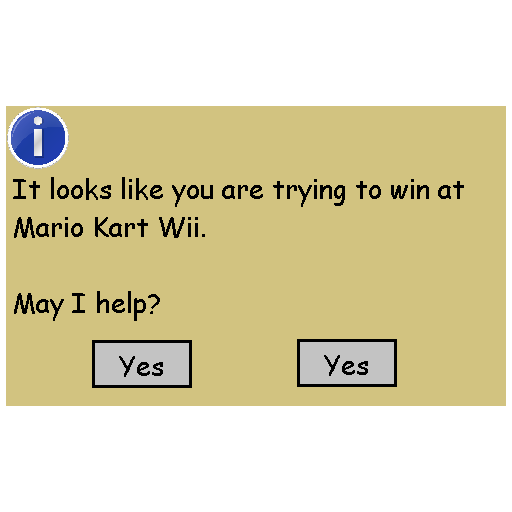 It looks like you are trying to win at
Mario Kart Wii.
May I help?
Yes Yes